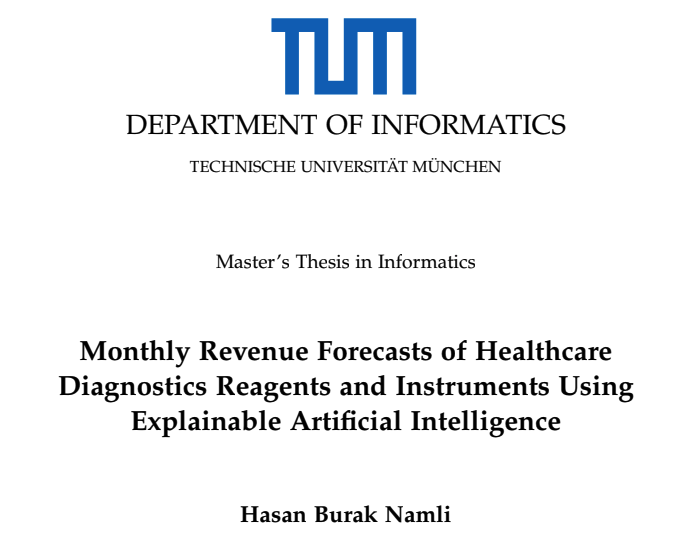 TUM
DEPARTMENT OF INFORMATICS
TECHNISCHE UNIVERSITÄT MÜNCHEN
Master's Thesis in Informatics
Monthly Revenue Forecasts of Healthcare
Diagnostics Reagents and Instruments Using
Explainable Artificial Intelligence
Hasan Burak Namli